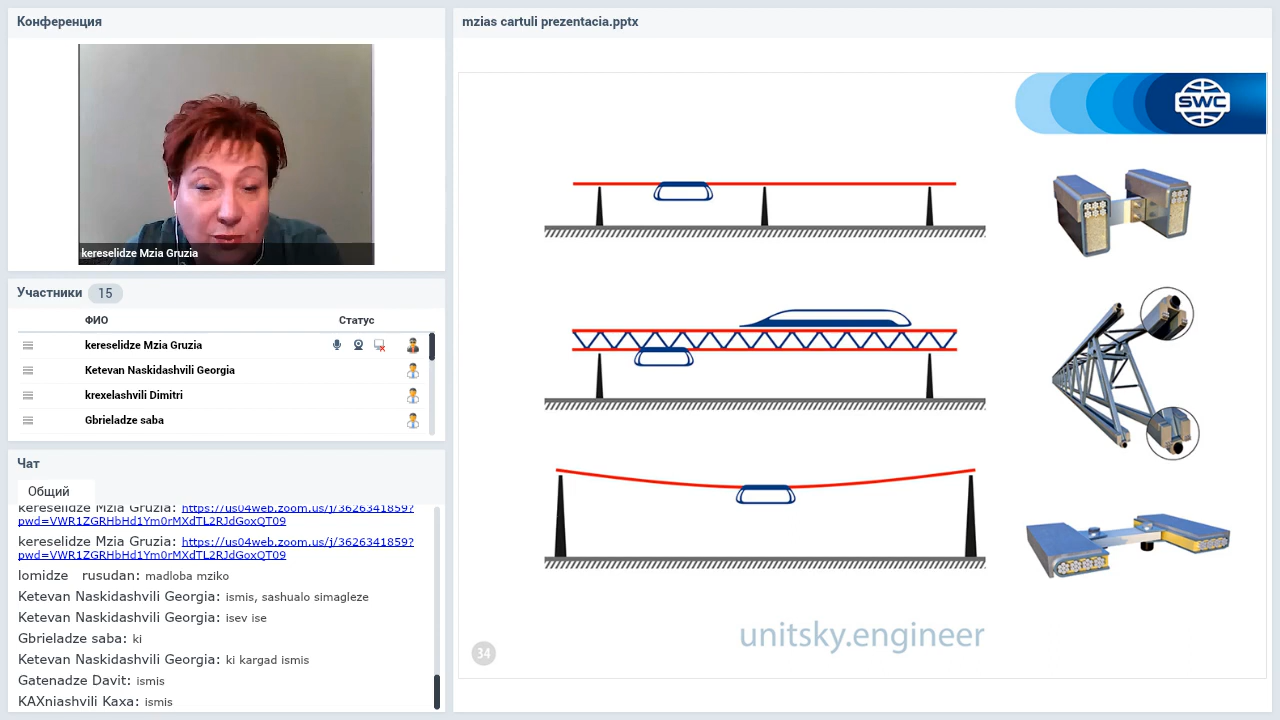 Конференция
kereselidze Mzia Gruzia
Участники 15
ФИО Статус
kereselidze Mzia Gruzia
Ketevan Naskidashvili Georgia
krexelashvili Dimitri
Gbrieladze saba
Чат
Общий
kereselidze Mzia Gruzia: https://us04web.zoom.us/j/3626341859?
pwd=VWR1ZGRHbHd1Ym0rMXdTL2RJdGoxQT09
kereselidze Mzia Gruzia: https://us04web.zoom.us/j/3626341859?
pwd=VWR1ZGRHbHd1Ym0rMXdTL2RJdGoxQT09
lomidze rusudan: madloba mziko
Ketevan Naskidashvili Georgia: ismis, sashualo simagleze
Ketevan Naskidashvili Georgia: isev ise
Gbrieladze saba: ki
Ketevan Naskidashvili Georgia: ki kargad ismis
Gatenadze Davit: ismis
KAXniashvili Kaxa: ismis
mzias cartuli prezentacia.pptx
SWC
unitsky.engineer
34